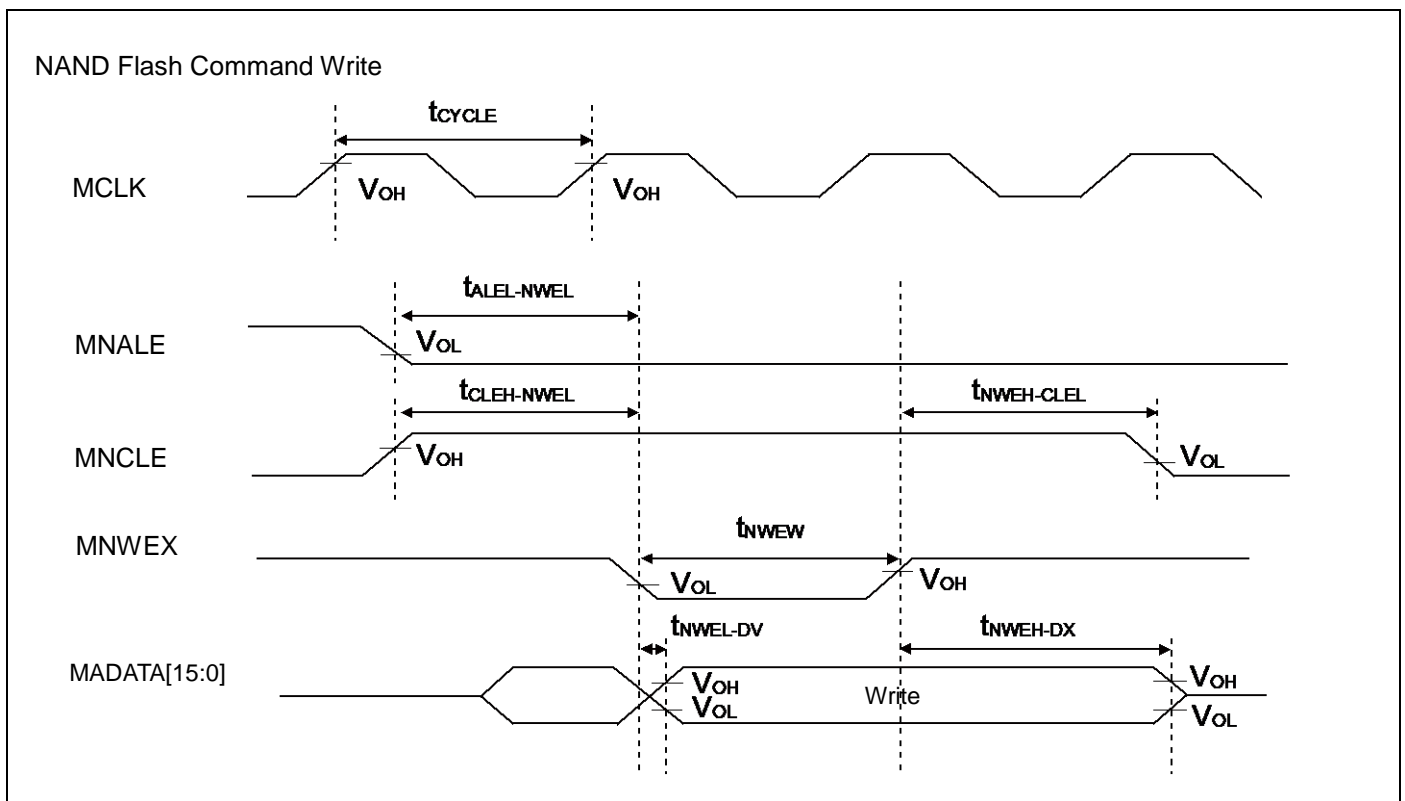 NAND Flash Command Write
tCYCLE
MCLK
VOH
VOH
tALEL-NWEL
MNALE
VOL
tCLEH-NWEL
tNWEH-CLEL
MNCLE
VOH
VOL
tNWEW
MNWEX
VOL
VOH
tNWEL-DV
tNWEH-DX
MADATA[15:0]
VOH
VOL
Write
VOH
VOL